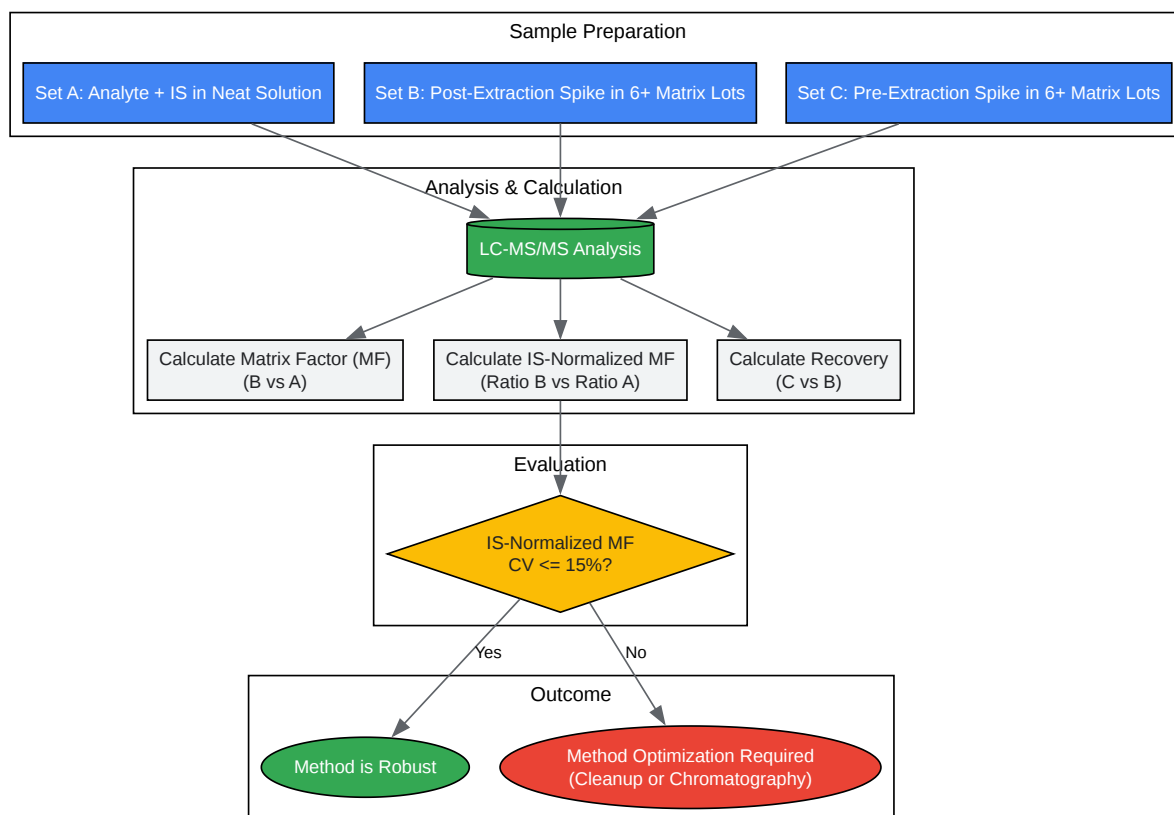 Sample Preparation
Set A: Analyte + IS in Neat Solution
Set B: Post-Extraction Spike in 6+ Matrix Lots
Set C: Pre-Extraction Spike in 6+ Matrix Lots
Analysis & Calculation
LC-MS/MS Analysis
Calculate Matrix Factor (MF)
(B vs A)
Calculate IS-Normalized MF
(Ratio B vs Ratio A)
Calculate Recovery
(C vs B)
Evaluation
IS-Normalized MF
CV <= 15%?
Yes
No
Outcome
Method is Robust
Method Optimization Required
(Cleanup or Chromatography)